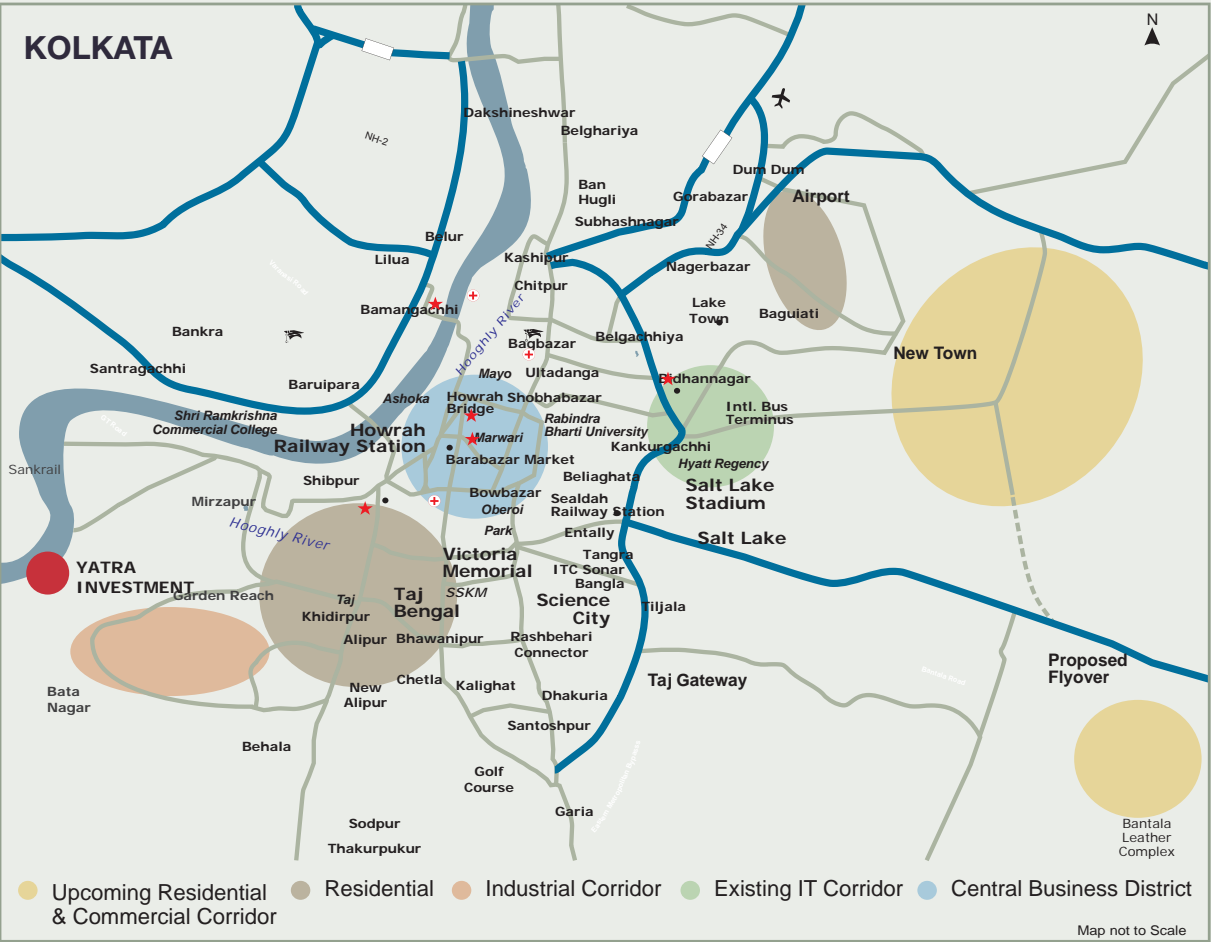 KOLKATA
N
Dakshineshwar
Belghariya
NH-2
Dum Dum
Ban
Hugli
Gorabazar
Airport
Subhashnagar
NH-34
Belur
Lilua
Kashipur
Nagerbazar
Chitpur
Hooghly River
Bamangachhi
Lake
Town
Baguiati
Bankra
Belgachhiya
Bagbazar
New Town
Santragachhi
Mayo
Ultadanga
Bidhannagar
Baruipara
Ashoka
Howrah
Bridge
Shobhabazar
Intl. Bus
Terminus
Shri Ramkrishna
Commercial College
Rabindra
Bharti University
Howrah
Railway Station
Marwari
Kankurgachhi
Barabazar Market
Hyatt Regency
Sankrail
Shibpur
Beliaghata
Salt Lake
Stadium
Mirzapur
Bowbazar
Oberoi
Sealdah
Railway Station
Hooghly River
Park
Entally
Salt Lake
Victoria
Memorial
Tangra
YATRA
INVESTMENT
ITC Sonar
Bangla
Garden Reach
Taj
Taj
Bengal
SSKM
Science
City
Tiljala
Khidirpur
Alipur
Bhawanipur
Rashbehari
Connector
Proposed
Flyover
Bata
Nagar
New
Alipur
Chetla
Kalighat
Taj Gateway
Dhakuria
Santoshpur
Behala
Golf
Course
Garia
Sodpur
Thakurpukur
Bantala
Leather
Complex
Upcoming Residential
& Commercial Corridor
Residential
Industrial Corridor
Existing IT Corridor
Central Business District
Map not to Scale